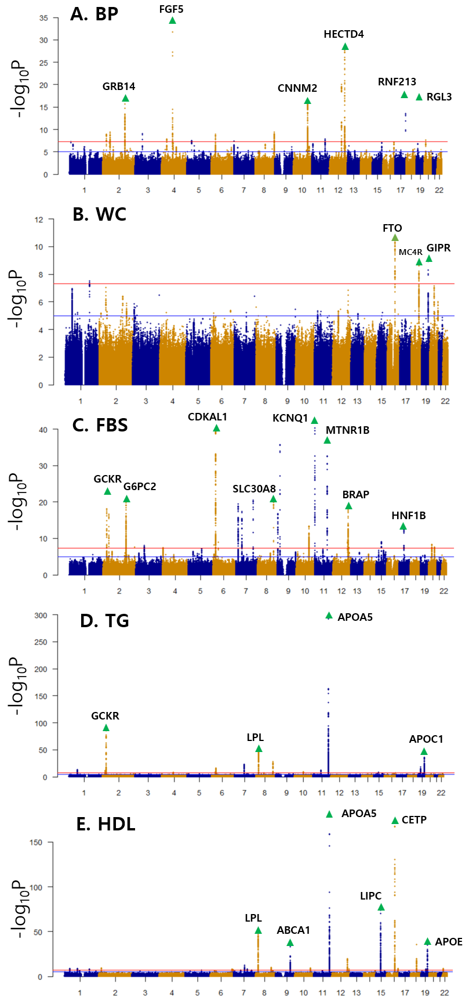 A. BP
FGF5
HECTD4
GRB14
CNNM2
RNF213
RGL3
-log10P
35
30
25
20
15
10
5
0
1 2 3 4 5 6 7 8 9 10 11 12 13 15 17 19 22
B. WC
FTO
MC4R
GIPR
-log10P
12
10
8
6
4
2
0
1 2 3 4 5 6 7 8 9 10 11 12 13 15 17 19 22
C. FBS
CDKAL1
KCNQ1
MTNR1B
GCKR
G6PC2
SLC30A8
BRAP
HNF1B
-log10P
40
30
20
10
0
1 2 3 4 5 6 7 8 9 10 11 12 13 15 17 19 22
D. TG
APOA5
GCKR
LPL
APOC1
-log10P
300
250
200
150
100
50
0
1 2 3 4 5 6 7 8 9 10 11 12 13 15 17 19 22
E. HDL
APOA5
CETP
LIPC
LPL
ABCA1
APOE
-log10P
150
100
50
0
1 2 3 4 5 6 7 8 9 10 11 12 13 15 17 19 22